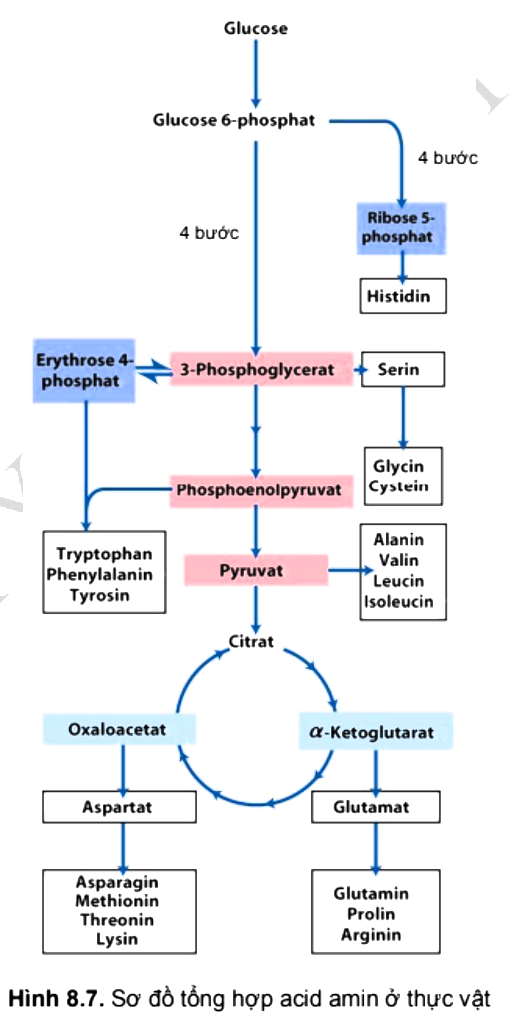 Glucose
Glucose 6-phosphat
4 bước
Ribose 5-
phosphat
4 bước
Histidin
Erythrose 4-
phosphat
3-Phosphoglycerat
Serin
Glycin
Cystein
Phosphoenolpyruvat
Tryptophan
Phenylalanin
Tyrosin
Pyruvat
Alanin
Valin
Leucin
Isoleucin
Citrat
Oxaloacetat
α-Ketoglutarat
Aspartat
Glutamat
Asparagin
Methionin
Threonin
Lysin
Glutamin
Prolin
Arginin
Hình 8.7. Sơ đồ tổng hợp acid amin ở thực vật